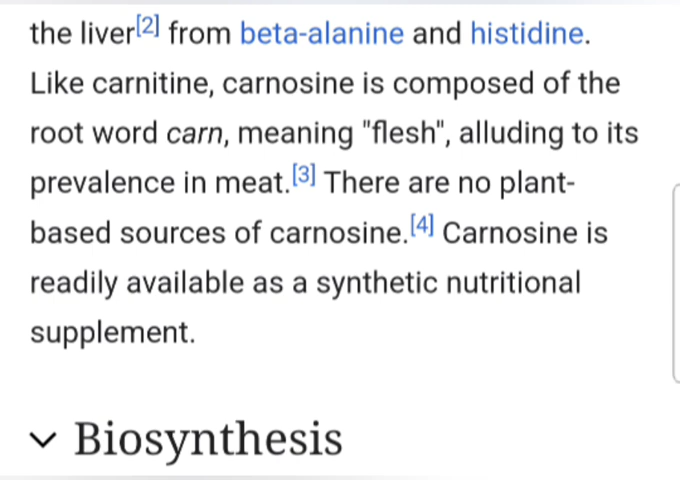 the liver[2] from beta-alanine and histidine.
Like carnitine, carnosine is composed of the
root word carn, meaning "flesh", alluding to its
prevalence in meat.[3] There are no plant-
based sources of carnosine.[4] Carnosine is
readily available as a synthetic nutritional
supplement.
Biosynthesis